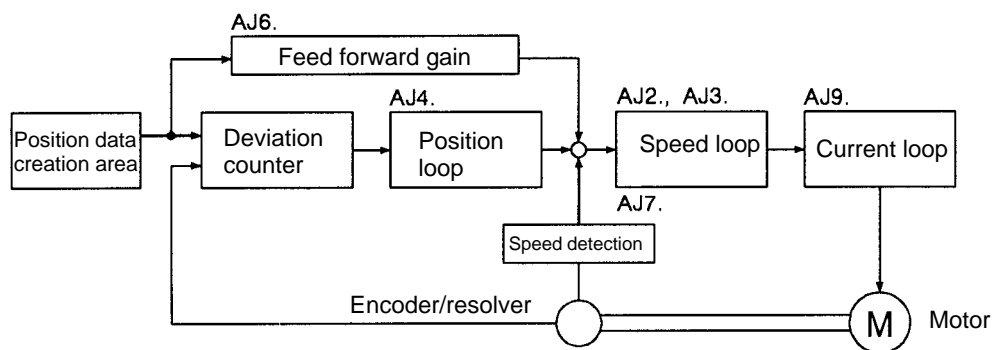 AJ6.
Feed forward gain
Position data
creation area
Deviation
counter
AJ4.
Position
loop
AJ2., AJ3.
Speed loop
AJ7.
AJ9.
Current loop
Speed detection
Encoder/resolver
M
Motor